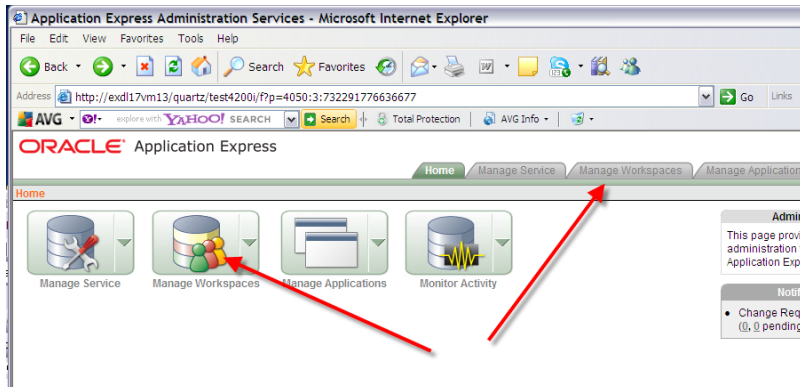 Application Express Administration Services - Microsoft Internet Explorer
File Edit View Favorites Tools Help
Back Search Favorites
Address http://exdl17vm13/quartz/test4200i/f?p=4050:3:732291776636677 Go Links
AVG Y!- explore with YAHOO! SEARCH Search Total Protection AVG Info
ORACLE Application Express
Home Manage Service Manage Workspaces Manage Application
Home
Manage Service Manage Workspaces Manage Applications Monitor Activity
Admi
This page provi
administration
Application Exp
Notif
• Change Req
(0, 0 pending